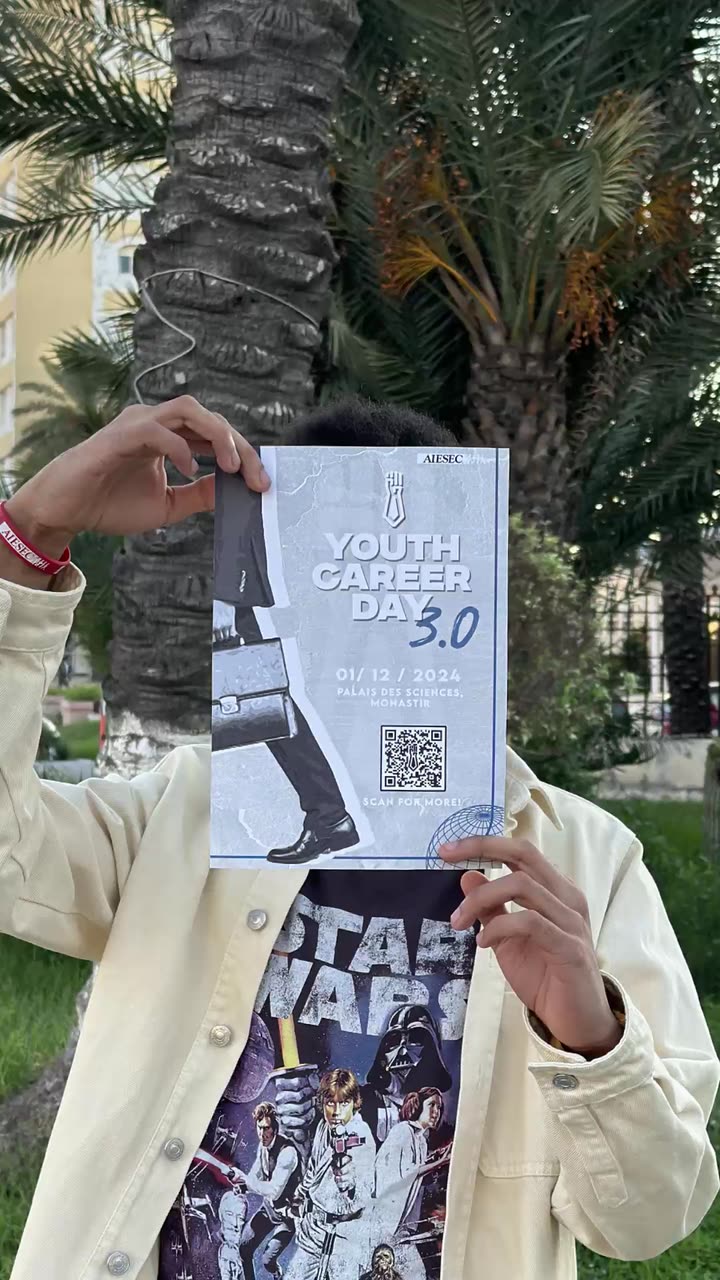 AIESEC
YOUTH
CAREER
DAY
3.0
01/ 12 / 2024
PALAIS DES SCIENCES,
MONASTIR
SCAN FOR MORE!
AIESEC
STAR
WARS